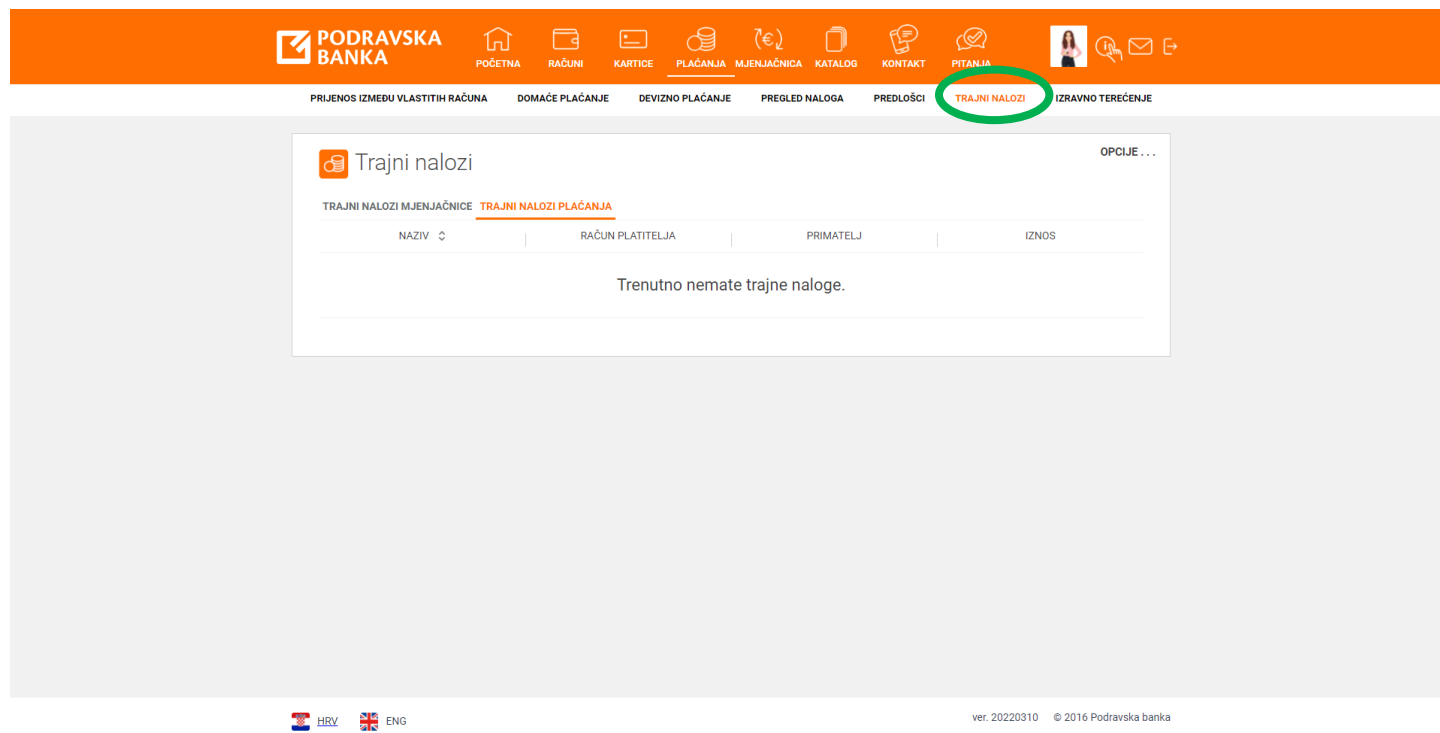 PODRAVSKA
BANKA
POČETNA RAČUNI KARTICE PLAĆANJA MJENJAČNICA KATALOG KONTAKT PITANJA
PRIJENOS IZMEĐU VLASTITIH RAČUNA DOMAĆE PLAĆANJE DEVIZNO PLAĆANJE PREGLED NALOGA PREDLOŠCI TRAJNI NALOZI IZRAVNO TEREĆENJE
Trajni nalozi
OPCIJE . . .
TRAJNI NALOZI MJENJAČNICE TRAJNI NALOZI PLAĆANJA
NAZIV RAČUN PLATITELJA PRIMATELJ IZNOS
Trenutno nemate trajne naloge.
HRV ENG ver. 20220310 © 2016 Podravska banka